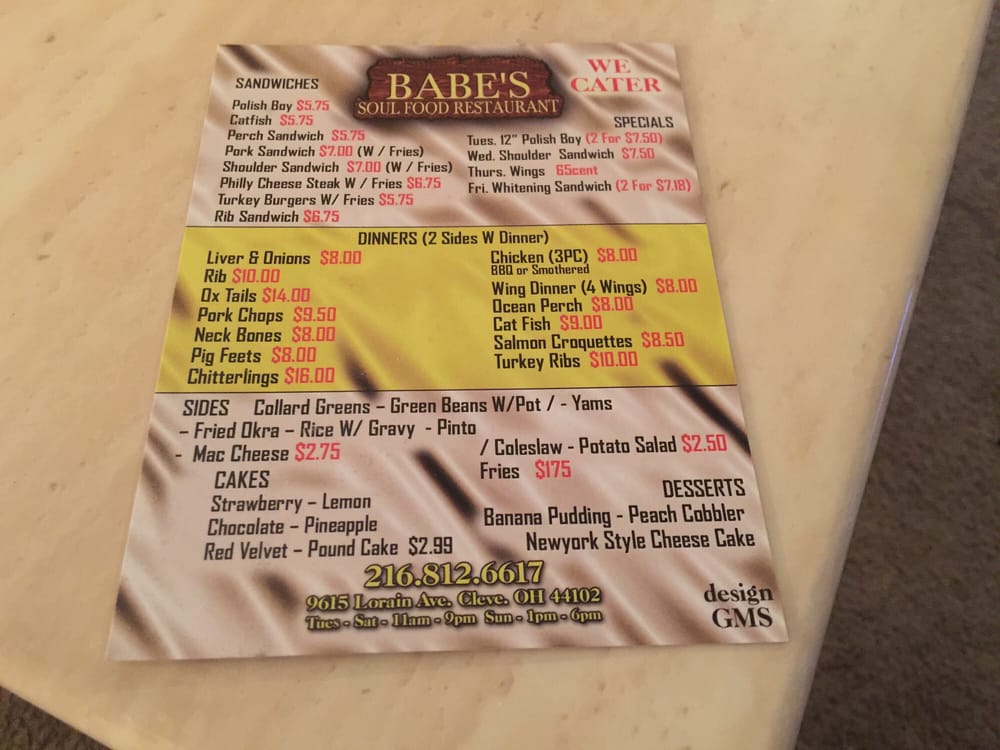 BABE'S
SOUL FOOD RESTAURANT
WE
CATER
SANDWICHES
Polish Boy $5.75
Catfish $5.75
Perch Sandwich $5.75
Pork Sandwich $7.00 (W / Fries)
Shoulder Sandwich $7.00 (W / Fries)
Philly Cheese Steak W / Fries $6.75
Turkey Burgers W/ Fries $5.75
Rib Sandwich $6.75
SPECIALS
Tues. 12" Polish Boy (2 For $7.50)
Wed. Shoulder Sandwich $7.50
Thurs. Wings 65cent
Fri. Whitening Sandwich (2 For $7.18)
DINNERS (2 Sides W Dinner)
Liver & Onions $8.00
Rib $10.00
Ox Tails $14.00
Pork Chops $9.50
Neck Bones $8.00
Pig Feets $8.00
Chitterlings $16.00
Chicken (3PC) $8.00
BBQ or Smothered
Wing Dinner (4 Wings) $8.00
Ocean Perch $8.00
Cat Fish $9.00
Salmon Croquettes $8.50
Turkey Ribs $10.00
SIDES Collard Greens – Green Beans W/Pot / - Yams
– Fried Okra – Rice W/ Gravy - Pinto
- Mac Cheese $2.75
/ Coleslaw - Potato Salad $2.50
Fries $175
CAKES
Strawberry – Lemon
Chocolate – Pineapple
Red Velvet – Pound Cake $2.99
DESSERTS
Banana Pudding - Peach Cobbler
Newyork Style Cheese Cake
216.812.6617
9615 Lorain Ave. Cleve. OH 44102
Tues - Sat - 11am - 9pm Sun - 1pm - 6pm
design
GMS